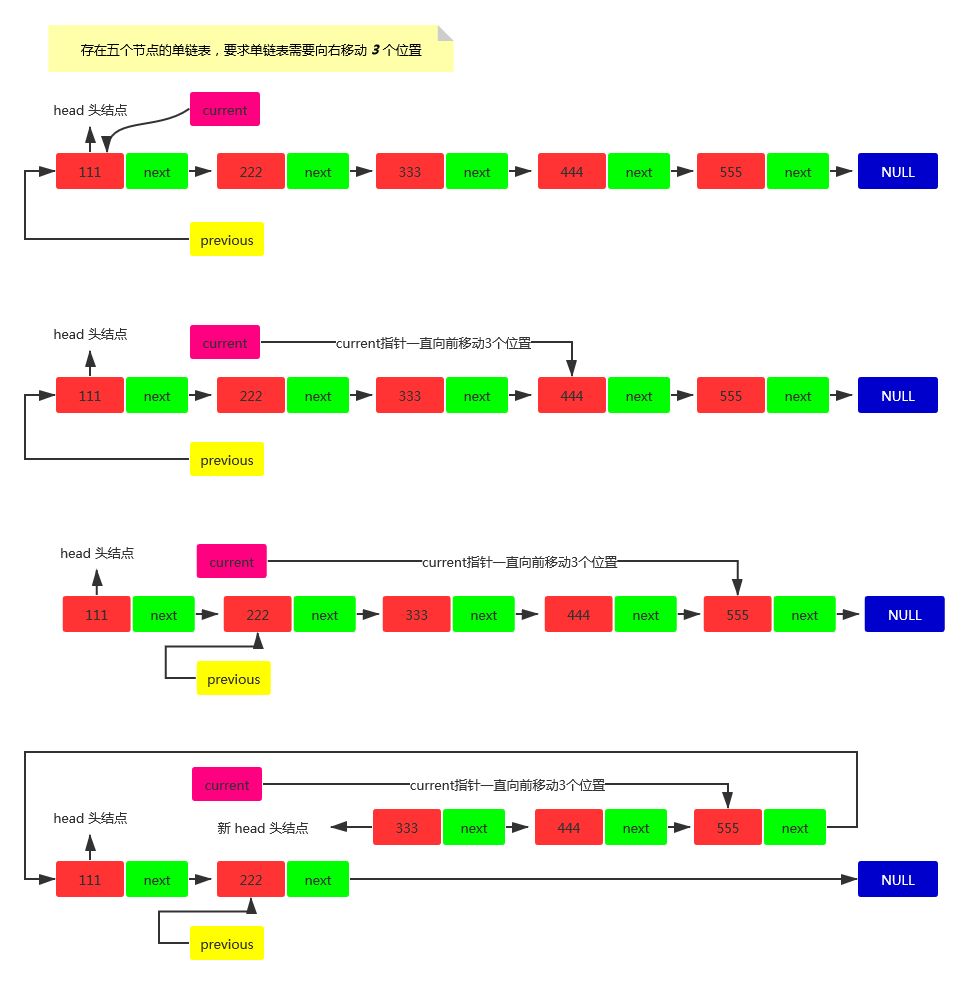 存在五个节点的单链表，要求单链表需要向右移动 3 个位置
head 头结点
current
111 next 222 next 333 next 444 next 555 next NULL
previous
head 头结点
current
current指针一直向前移动3个位置
111 next 222 next 333 next 444 next 555 next NULL
previous
head 头结点
current
current指针一直向前移动3个位置
111 next 222 next 333 next 444 next 555 next NULL
previous
current
current指针一直向前移动3个位置
head 头结点
新 head 头结点
333 next 444 next 555 next
111 next 222 next NULL
previous